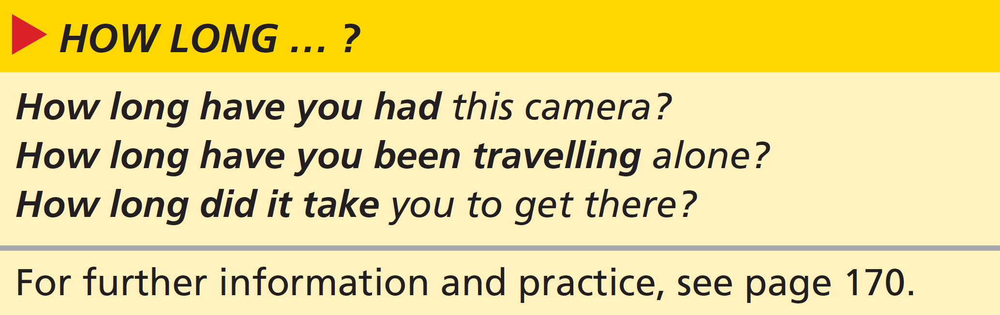 HOW LONG ... ?
How long have you had this camera?
How long have you been travelling alone?
How long did it take you to get there?
For further information and practice, see page 170.